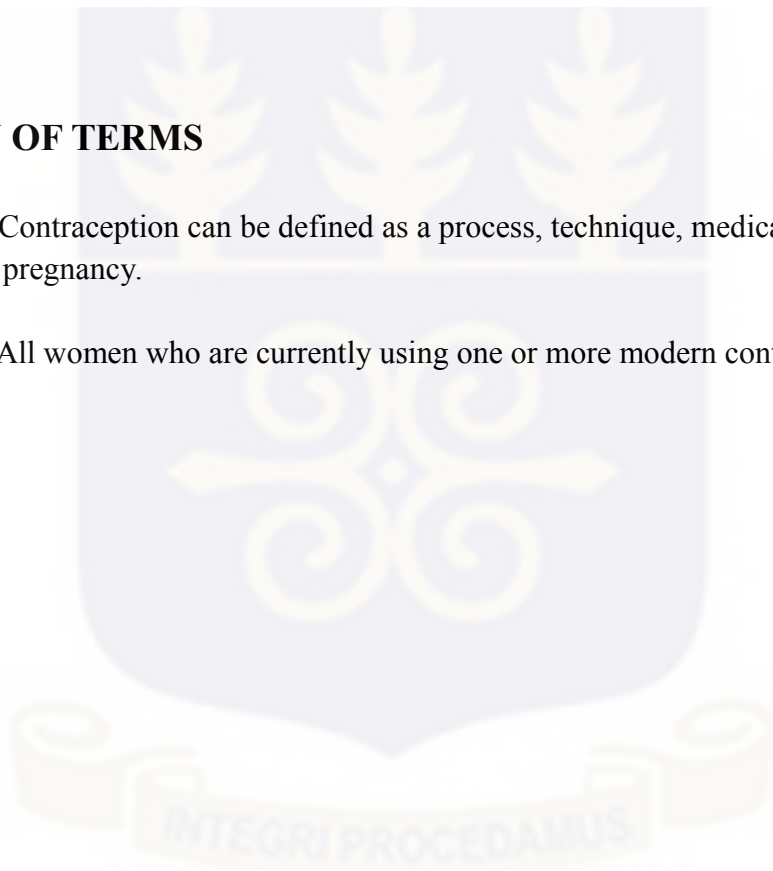 OF TERMS
Contraception can be defined as a process, technique, medica
pregnancy.
All women who are currently using one or more modern con
INTEGRI PROCEDAMUS